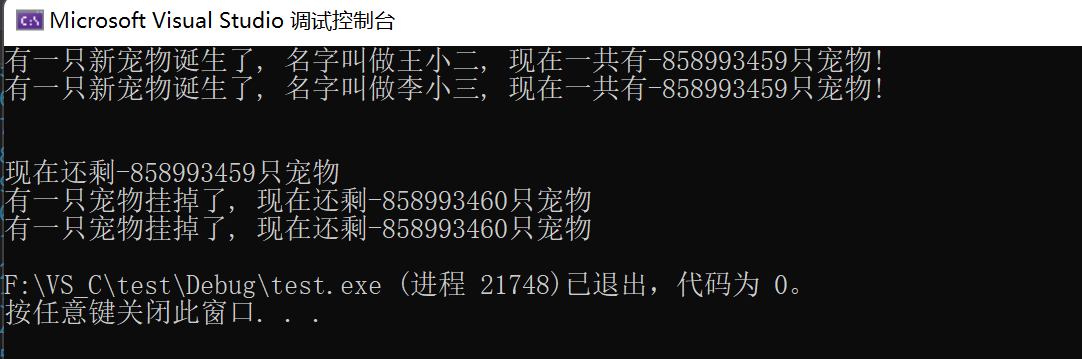 Microsoft Visual Studio 调试控制台
有一只新宠物诞生了, 名字叫做王小二, 现在一共有-858993459只宠物!
有一只新宠物诞生了, 名字叫做李小三, 现在一共有-858993459只宠物!
现在还剩-858993459只宠物
有一只宠物挂掉了, 现在还剩-858993460只宠物
有一只宠物挂掉了, 现在还剩-858993460只宠物
F:\VS_C\test\Debug\test.exe (进程 21748)已退出，代码为 0。
按任意键关闭此窗口. . .